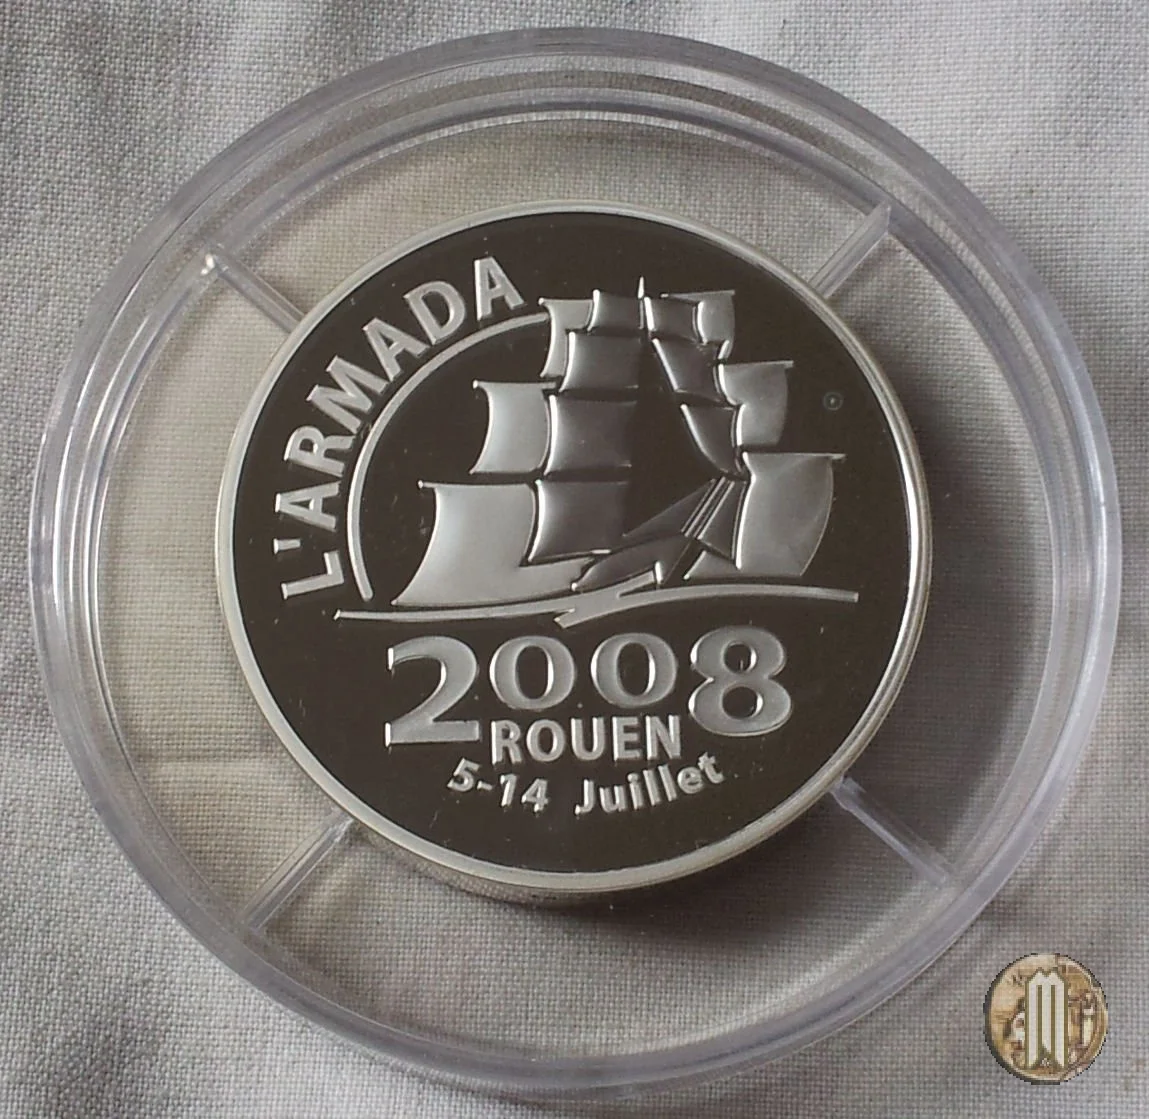 L'ARMADA
2008
ROUEN
5-14 Juillet
M